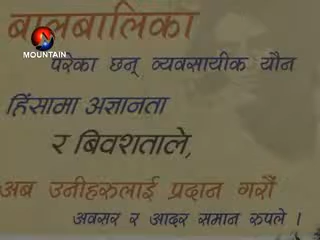 बालबालिका
MOUNTAIN
परेका छन् व्यवसायीक यौन
हिंसामा अज्ञानता
र बिवशताले,
अब उनीहरुलाई प्रदान गरौं
अवसर र आदर समान रुपले ।